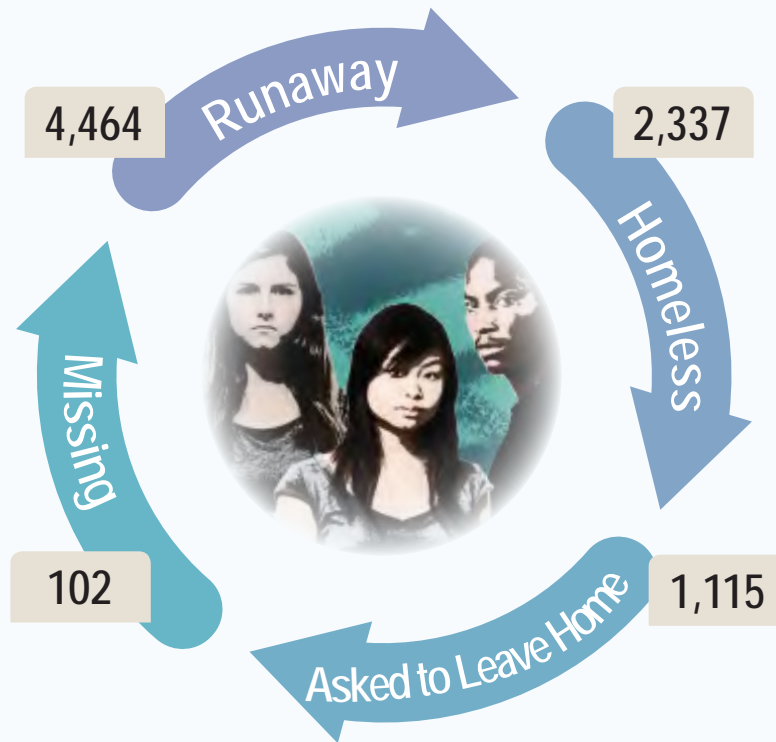 4,464
Runaway
2,337
Homeless
1,115
Asked to Leave Home
102
Missing